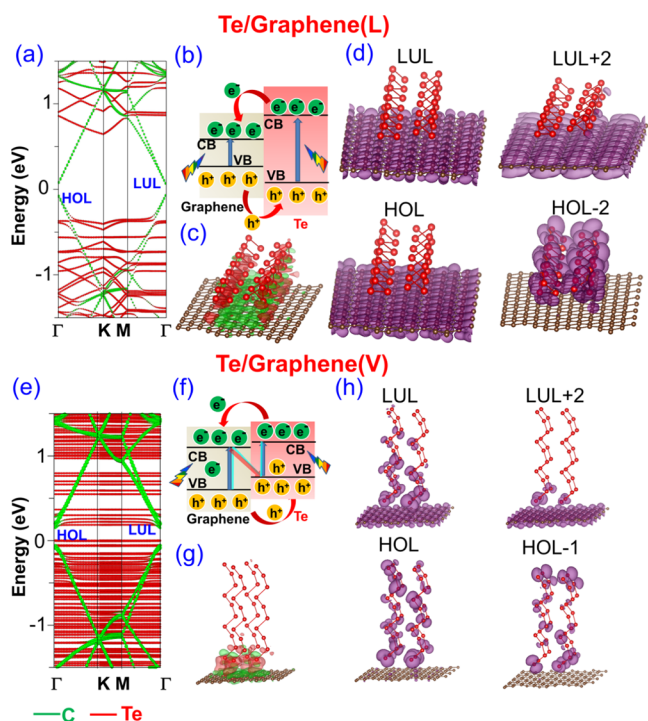 Te/Graphene(L)
(a)
Energy (eV)
1
0
-1
HOL
LUL
Γ K M Γ
(b)
e⁻
e⁻ e⁻ e⁻
e⁻ e⁻ e⁻
CB
CB
VB
VB
h⁺ h⁺ h⁺
h⁺ h⁺ h⁺
Graphene
h⁺
Te
(c)
(d)
LUL
LUL+2
HOL
HOL-2
Te/Graphene(V)
(e)
Energy (eV)
1
0
-1
HOL
LUL
Γ K M Γ
C
Te
(f)
e⁻
e⁻ e⁻ e⁻
e⁻ e⁻ e⁻
CB
e⁻
CB
VB
h⁺
VB
h⁺ h⁺ h⁺
h⁺ h⁺ h⁺
Graphene
h⁺
Te
(g)
(h)
LUL
LUL+2
HOL
HOL-1